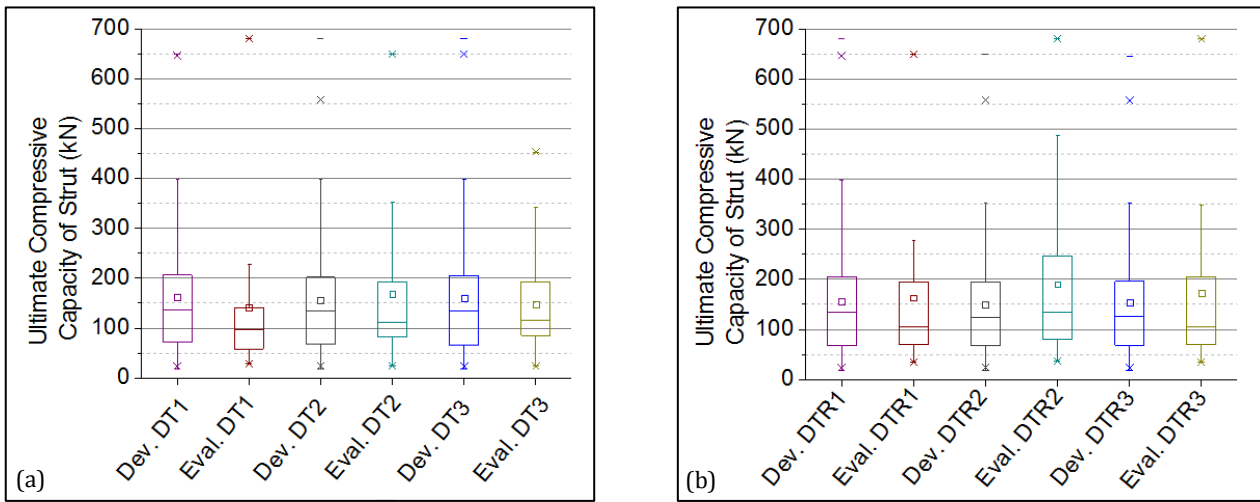 Ultimate Compressive
Capacity of Strut (kN)
700
600
500
400
300
200
100
0
Dev. DT1
Eval. DT1
Dev. DT2
Eval. DT2
Dev. DT3
Eval. DT3
(a)
Ultimate Compressive
Capacity of Strut (kN)
700
600
500
400
300
200
100
0
Dev. DTR1
Eval. DTR1
Dev. DTR2
Eval. DTR2
Dev. DTR3
Eval. DTR3
(b)